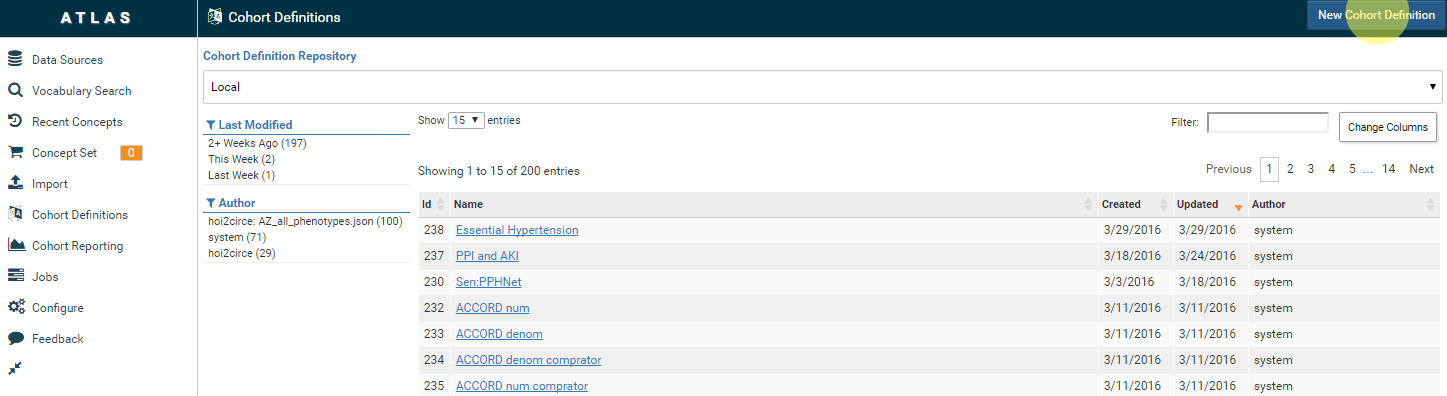 ATLAS
Cohort Definitions
New Cohort Definition
Data Sources
Vocabulary Search
Recent Concepts
Concept Set 0
Import
Cohort Definitions
Cohort Reporting
Jobs
Configure
Feedback
Cohort Definition Repository
Local
Last Modified
2+ Weeks Ago (197)
This Week (2)
Last Week (1)
Author
hoi2circe: AZ_all_phenotypes.json (100)
system (71)
hoi2circe (29)
Show 15 entries
Filter:
Change Columns
Showing 1 to 15 of 200 entries
Previous 1 2 3 4 5 ... 14 Next
Id Name Created Updated Author
238 Essential Hypertension 3/29/2016 3/29/2016 system
237 PPI and AKI 3/18/2016 3/24/2016 system
230 Sen:PPHNet 3/3/2016 3/18/2016 system
232 ACCORD num 3/11/2016 3/11/2016 system
233 ACCORD denom 3/11/2016 3/11/2016 system
234 ACCORD denom comprator 3/11/2016 3/11/2016 system
235 ACCORD num comprator 3/11/2016 3/11/2016 system